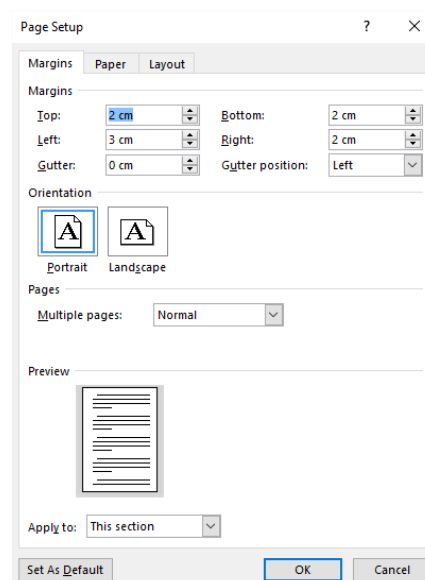 Page Setup ? ×
Margins Paper Layout
Margins
Top: 2 cm Bottom: 2 cm
Left: 3 cm Right: 2 cm
Gutter: 0 cm Gutter position: Left
Orientation
A A
Portrait Landscape
Pages
Multiple pages: Normal
Preview
Apply to: This section
Set As Default OK Cancel